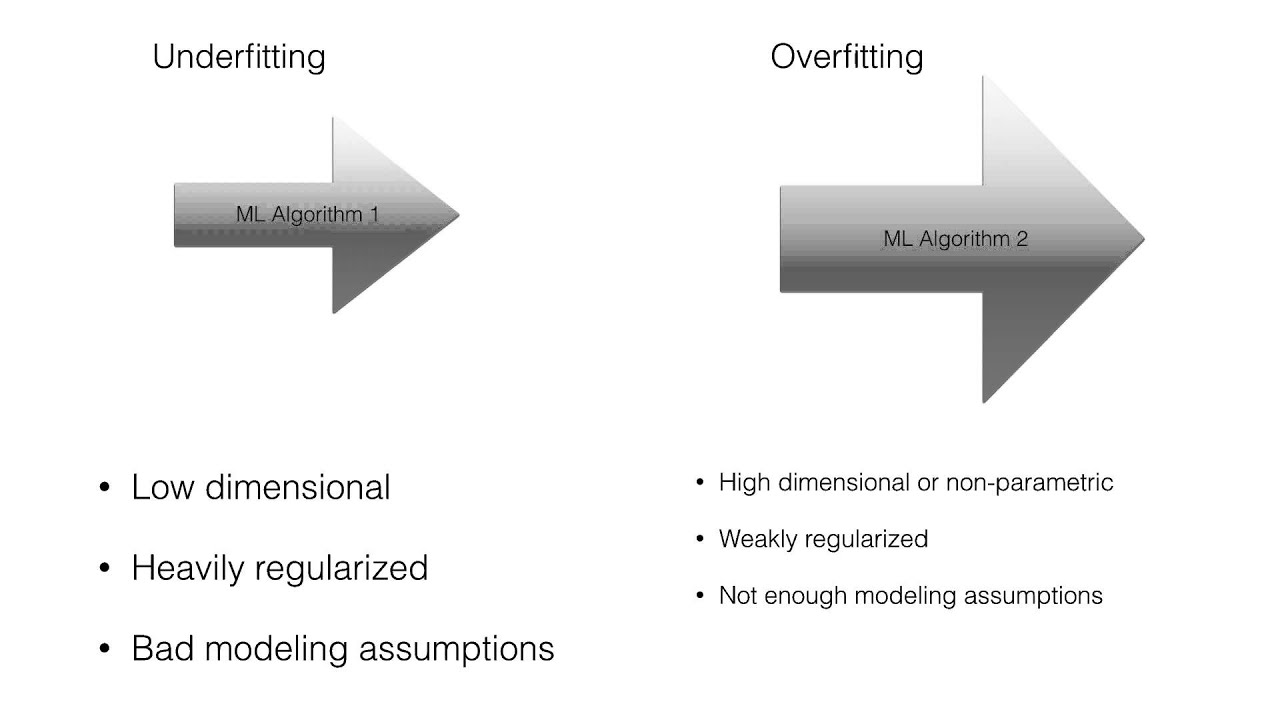 Underfitting
ML Algorithm 1
• Low dimensional
• Heavily regularized
• Bad modeling assumptions
Overfitting
ML Algorithm 2
• High dimensional or non-parametric
• Weakly regularized
• Not enough modeling assumptions